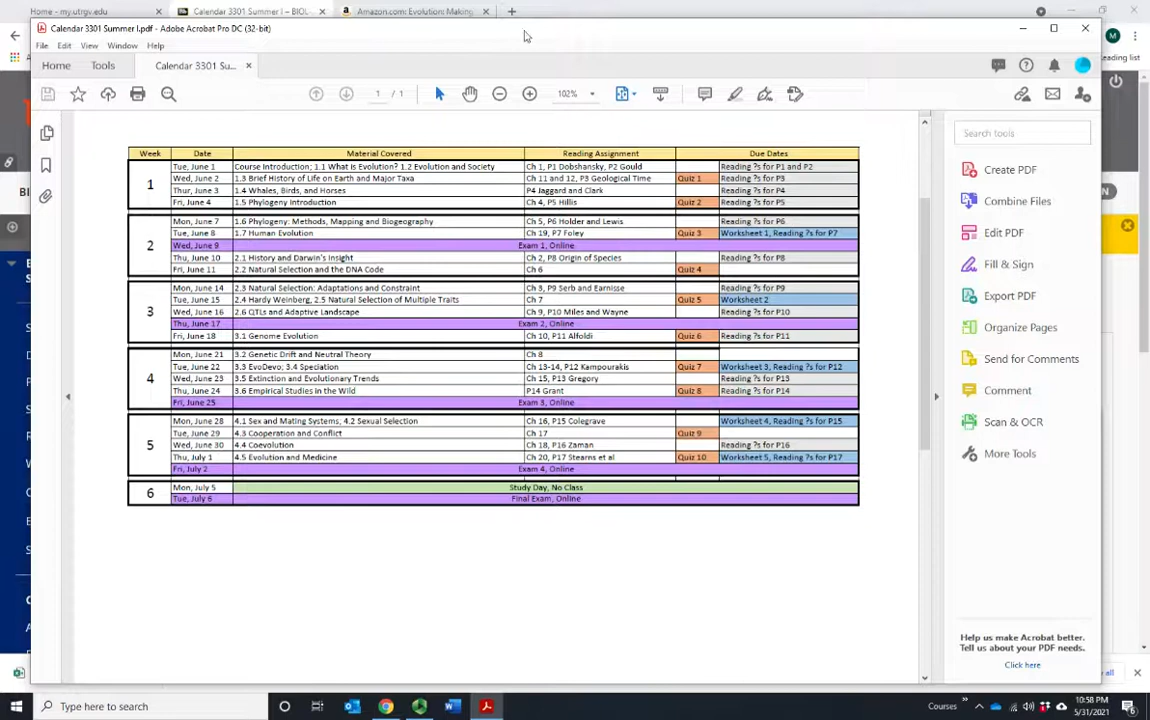 Home - my.utrgv.edu
Calendar 3301 Summer I – BIOL
Amazon.com: Evolution: Making
Calendar 3301 Summer I.pdf - Adobe Acrobat Pro DC (32-bit)
M
File Edit View Window Help
Reading list
Home Tools Calendar 3301 Su...
1 / 1 102%
Search tools
Week Date Material Covered Reading Assignment Due Dates
1
Tue, June 1 Course Introduction; 1.1 What is Evolution? 1.2 Evolution and Society Ch 1, P1 Dobshansky, P2 Gould Reading ?s for P1 and P2
Wed, June 2 1.3 Brief History of Life on Earth and Major Taxa Ch 11 and 12, P3 Geological Time Quiz 1 Reading ?s for P3
Thur, June 3 1.4 Whales, Birds, and Horses P4 Jaggard and Clark Reading ?s for P4
Fri, June 4 1.5 Phylogeny Introduction Ch 4, P5 Hillis Quiz 2 Reading ?s for P5
2
Mon, June 7 1.6 Phylogeny: Methods, Mapping and Biogeography Ch 5, P6 Holder and Lewis Reading ?s for P6
Tue, June 8 1.7 Human Evolution Ch 19, P7 Foley Quiz 3 Worksheet 1, Reading ?s for P7
Wed, June 9 Exam 1, Online
Thu, June 10 2.1 History and Darwin's Insight Ch 2, P8 Origin of Species Reading ?s for P8
Fri, June 11 2.2 Natural Selection and the DNA Code Ch 6 Quiz 4
3
Mon, June 14 2.3 Natural Selection: Adaptations and Constraint Ch 3, P9 Serb and Earnisse Reading ?s for P9
Tue, June 15 2.4 Hardy Weinberg, 2.5 Natural Selection of Multiple Traits Ch 7 Quiz 5 Worksheet 2
Wed, June 16 2.6 QTLs and Adaptive Landscape Ch 9, P10 Miles and Wayne Reading ?s for P10
Thu, June 17 Exam 2, Online
Fri, June 18 3.1 Genome Evolution Ch 10, P11 Alfoldi Quiz 6 Reading ?s for P11
4
Mon, June 21 3.2 Genetic Drift and Neutral Theory Ch 8
Tue, June 22 3.3 EvoDevo; 3.4 Speciation Ch 13-14, P12 Kampourakis Quiz 7 Worksheet 3, Reading ?s for P12
Wed, June 23 3.5 Extinction and Evolutionary Trends Ch 15, P13 Gregory Reading ?s for P13
Thu, June 24 3.6 Empirical Studies in the Wild P14 Grant Quiz 8 Reading ?s for P14
Fri, June 25 Exam 3, Online
5
Mon, June 28 4.1 Sex and Mating Systems; 4.2 Sexual Selection Ch 16, P15 Colegrave Worksheet 4, Reading ?s for P15
Tue, June 29 4.3 Cooperation and Conflict Ch 17 Quiz 9
Wed, June 30 4.4 Coevolution Ch 18, P16 Zaman Reading ?s for P16
Thu, July 1 4.5 Evolution and Medicine Ch 20, P17 Stearns et al Quiz 10 Worksheet 5, Reading ?s for P17
Fri, July 2 Exam 4, Online
6
Mon, July 5 Study Day, No Class
Tue, July 6 Final Exam, Online
Create PDF
Combine Files
Edit PDF
Fill & Sign
Export PDF
Organize Pages
Send for Comments
Comment
Scan & OCR
More Tools
Help us make Acrobat better.
Tell us about your PDF needs.
Click here
Type here to search
Courses
10:58 PM
5/31/2021